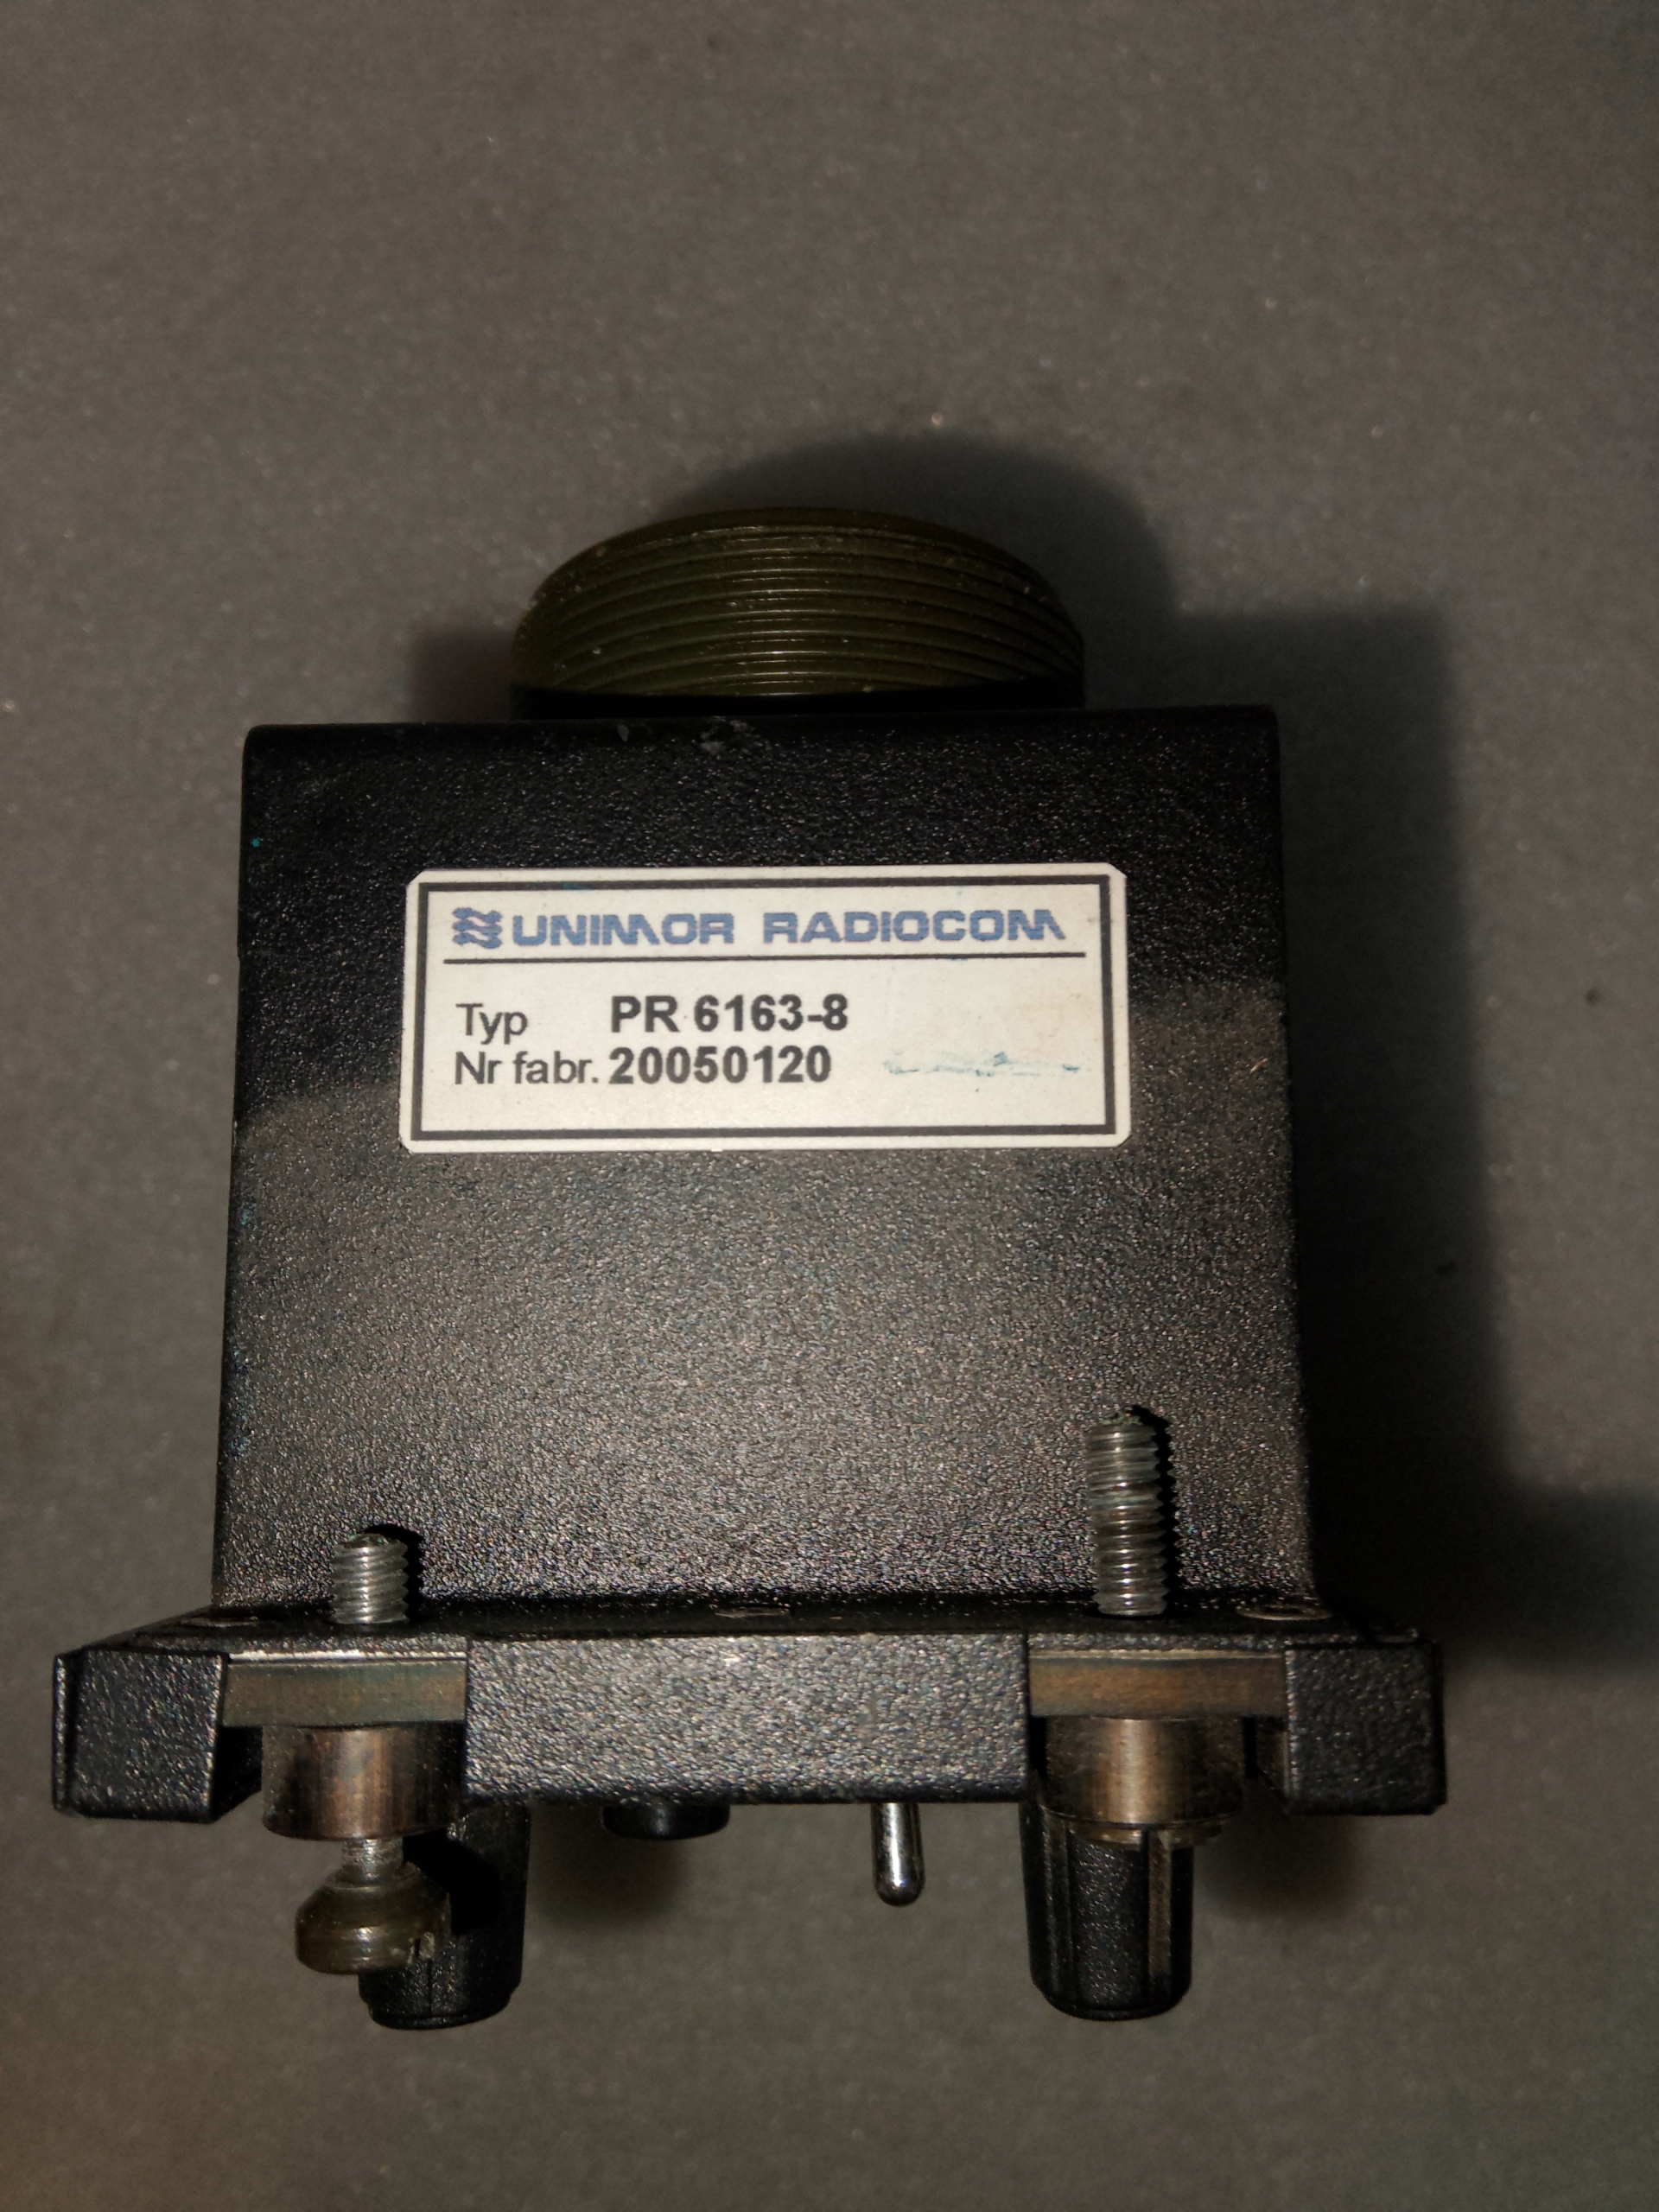 UNIMOR RADIOCOM
Typ PR 6163-8
Nr fabr. 20050120